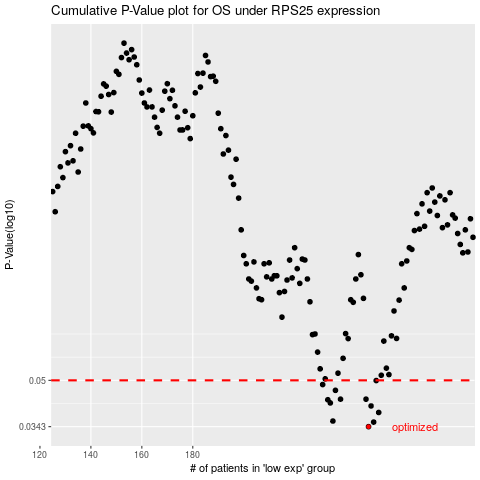 Cumulative P-Value plot for OS under RPS25 expression
P-Value(log10)
0.05
0.0343
optimized
120 140 160 180
# of patients in 'low exp' group